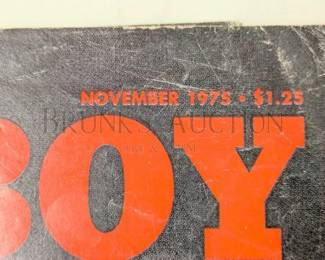 NOVEMBER 1975 • $1.25
BRUNK AUCTION
BOY